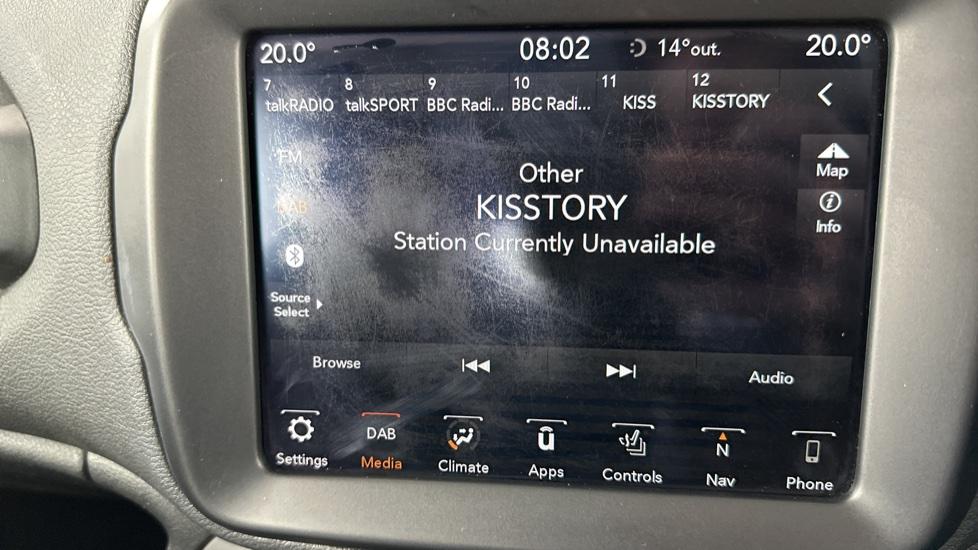 20.0° 08:02 14°out. 20.0°
7 8 9 10 11 12
talkRADIO talkSPORT BBC Radi... BBC Radi... KISS KISSTORY
FM
Other
Map
DAB
KISSTORY
Info
Station Currently Unavailable
Source
Select
Browse
Audio
DAB
Settings Media Climate Apps Controls Nav Phone
û
N